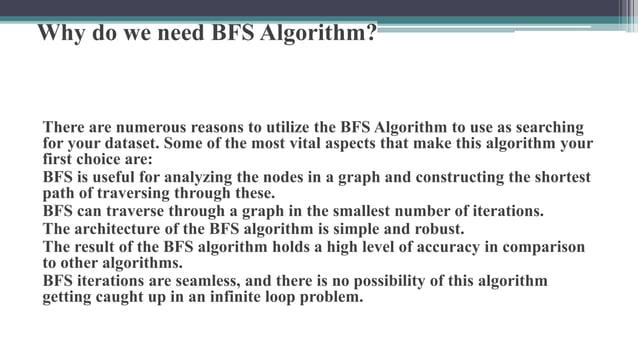 Why do we need BFS Algorithm?
There are numerous reasons to utilize the BFS Algorithm to use as searching
for your dataset. Some of the most vital aspects that make this algorithm your
first choice are:
BFS is useful for analyzing the nodes in a graph and constructing the shortest
path of traversing through these.
BFS can traverse through a graph in the smallest number of iterations.
The architecture of the BFS algorithm is simple and robust.
The result of the BFS algorithm holds a high level of accuracy in comparison
to other algorithms.
BFS iterations are seamless, and there is no possibility of this algorithm
getting caught up in an infinite loop problem.